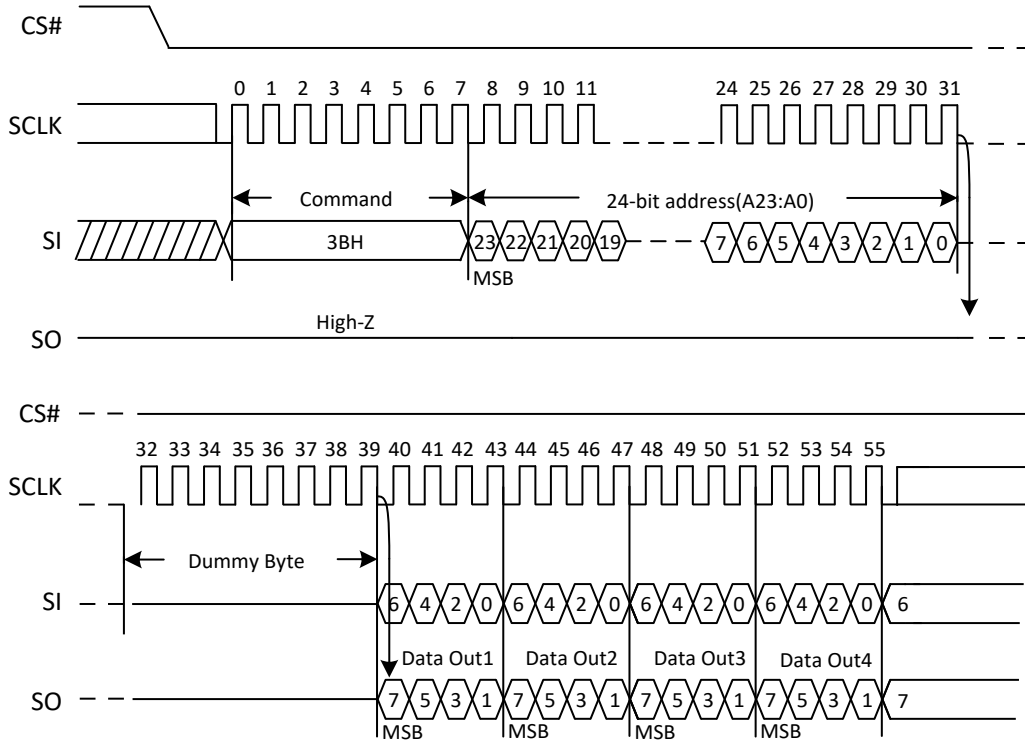 CS#
0 1 2 3 4 5 6 7 8 9 10 11 24 25 26 27 28 29 30 31
SCLK
Command 24-bit address(A23:A0)
SI 3BH 23 22 21 20 19 7 6 5 4 3 2 1 0
MSB
High-Z
SO
CS#
32 33 34 35 36 37 38 39 40 41 42 43 44 45 46 47 48 49 50 51 52 53 54 55
SCLK
Dummy Byte
SI 6 4 2 0 6 4 2 0 6 4 2 0 6 4 2 0 6
Data Out1 Data Out2 Data Out3 Data Out4
SO 7 5 3 1 7 5 3 1 7 5 3 1 7 5 3 1 7
MSB MSB MSB MSB